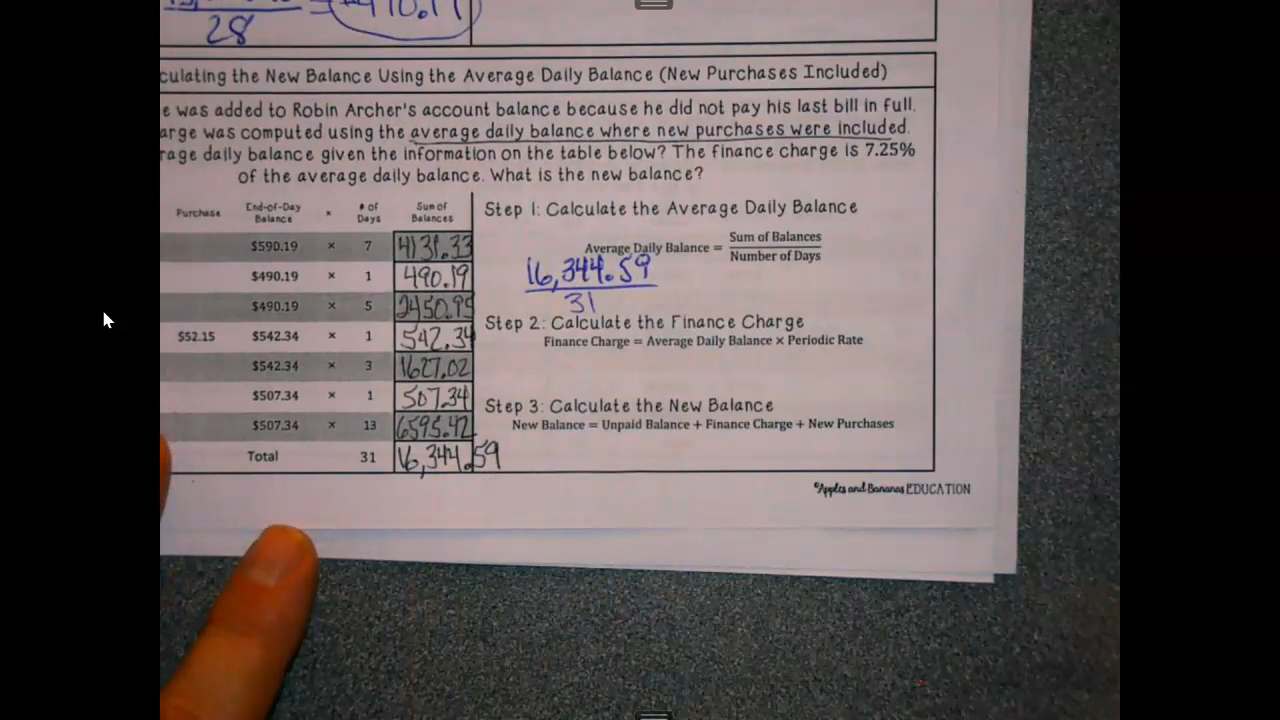 28
culating the New Balance Using the Average Daily Balance (New Purchases Included)
e was added to Robin Archer's account balance because he did not pay his last bill in full.
arge was computed using the average daily balance where new purchases were included.
rage daily balance given the information on the table below? The finance charge is 7.25%
of the average daily balance. What is the new balance?
Purchase End-of-Day Balance × # of Days Sum of Balances
$590.19 × 7 4131.33
$490.19 × 1 490.19
$490.19 × 5 2450.95
$52.15 $542.34 × 1 542.34
$542.34 × 3 1627.02
$507.34 × 1 507.34
$507.34 × 13 6595.42
Total 31 16,344.59
Step 1: Calculate the Average Daily Balance
Average Daily Balance = Sum of Balances
Number of Days
16,344.59
31
Step 2: Calculate the Finance Charge
Finance Charge = Average Daily Balance × Periodic Rate
Step 3: Calculate the New Balance
New Balance = Unpaid Balance + Finance Charge + New Purchases
©Apples and Bananas EDUCATION